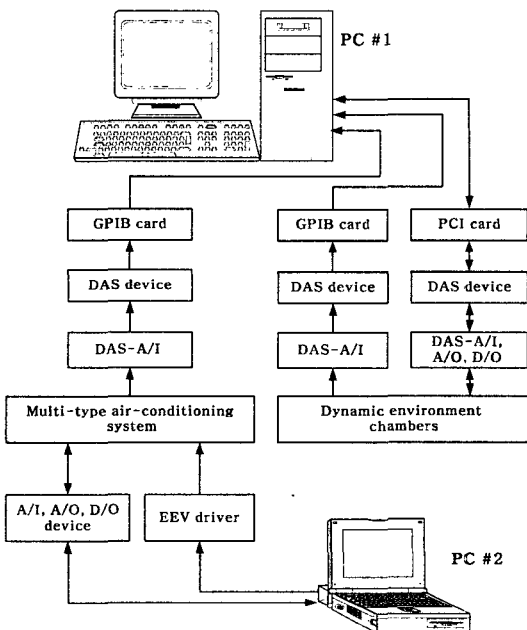 PC #1
GPIB card
GPIB card
PCI card
DAS device
DAS device
DAS device
DAS-A/I
DAS-A/I
DAS-A/I,
A/O, D/O
Multi-type air-conditioning
system
Dynamic environment
chambers
A/I, A/O, D/O
device
EEV driver
PC #2